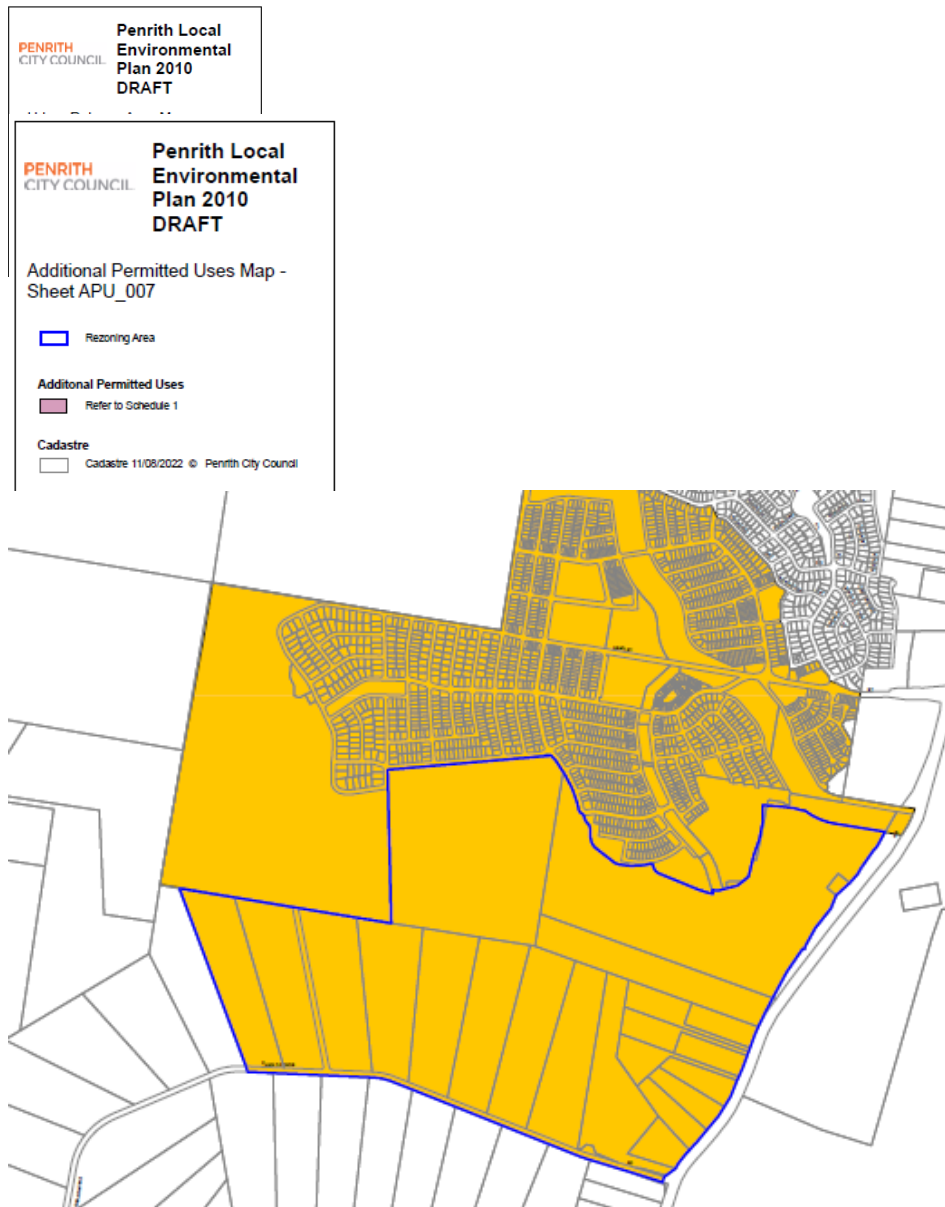 PENRITH
CITY COUNCIL
Penrith Local
Environmental
Plan 2010
DRAFT
PENRITH
CITY COUNCIL
Penrith Local
Environmental
Plan 2010
DRAFT
Additional Permitted Uses Map -
Sheet APU_007
Rezoning Area
Additonal Permitted Uses
Refer to Schedule 1
Cadastre
Cadastre 11/08/2022 © Penrith City Council